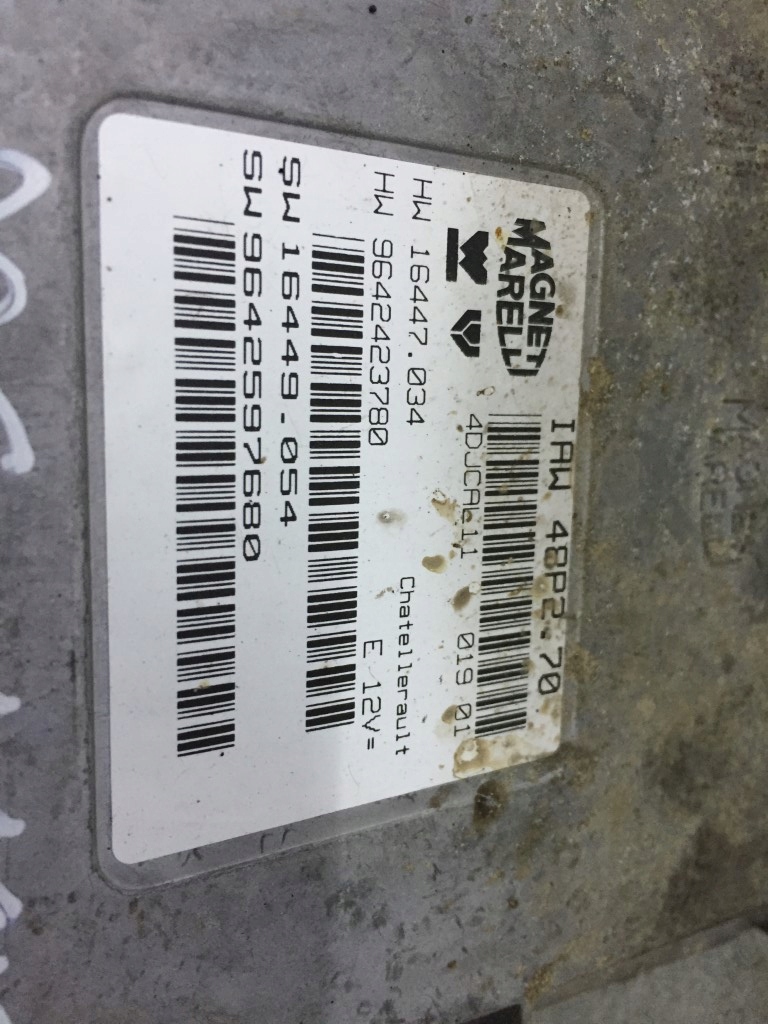 MAGNETI
MARELLI
IAW 48P2.70
4DJCAL11 019 01
HW 16447.034
Chatellerault
HW 9642423780
E 12V=
SW 16449.054
SW 9642597680